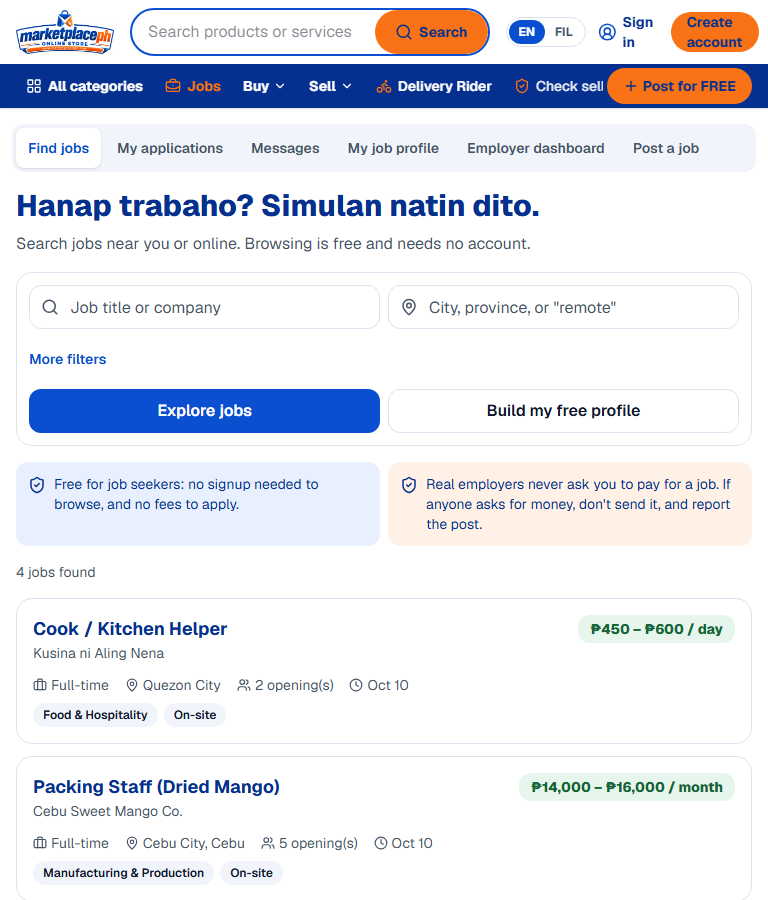 marketplaceph
ONLINE STORE
Search products or services
Search
EN
FIL
Sign in
Create account
All categories
Jobs
Buy
Sell
Delivery Rider
Check sell
+ Post for FREE
Find jobs
My applications
Messages
My job profile
Employer dashboard
Post a job
Hanap trabaho? Simulan natin dito.
Search jobs near you or online. Browsing is free and needs no account.
Job title or company
City, province, or "remote"
More filters
Explore jobs
Build my free profile
Free for job seekers: no signup needed to
browse, and no fees to apply.
Real employers never ask you to pay for a job. If
anyone asks for money, don't send it, and report
the post.
4 jobs found
Cook / Kitchen Helper
₱450 – ₱600 / day
Kusina ni Aling Nena
Full-time
Quezon City
2 opening(s)
Oct 10
Food & Hospitality
On-site
Packing Staff (Dried Mango)
₱14,000 – ₱16,000 / month
Cebu Sweet Mango Co.
Full-time
Cebu City, Cebu
5 opening(s)
Oct 10
Manufacturing & Production
On-site